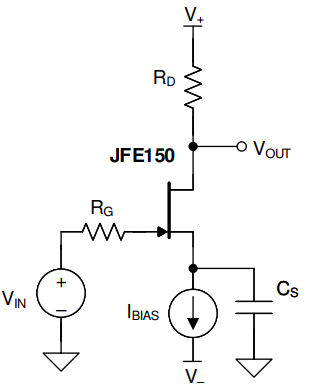 V+
RD
JFE150
VOUT
RG
+
VIN
–
IBIAS
CS
V–